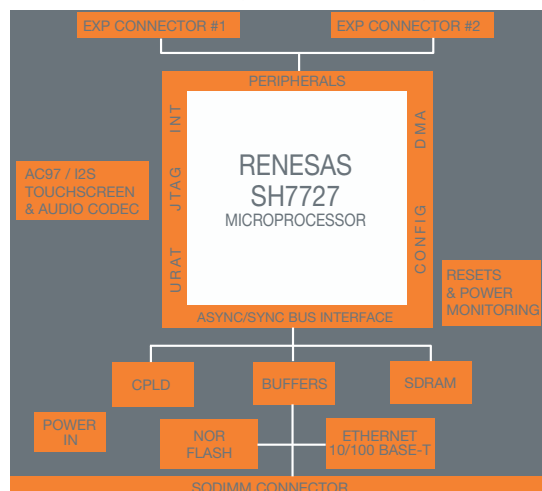 EXP CONNECTOR #1
EXP CONNECTOR #2
PERIPHERALS
INT
JTAG
URAT
DMA
CONFIG
RENESAS
SH7727
MICROPROCESSOR
ASYNC/SYNC BUS INTERFACE
AC97 / I2S
TOUCHSCREEN
& AUDIO CODEC
RESETS
& POWER
MONITORING
CPLD
BUFFERS
SDRAM
POWER
IN
NOR
FLASH
ETHERNET
10/100 BASE-T
SODIMM CONNECTOR